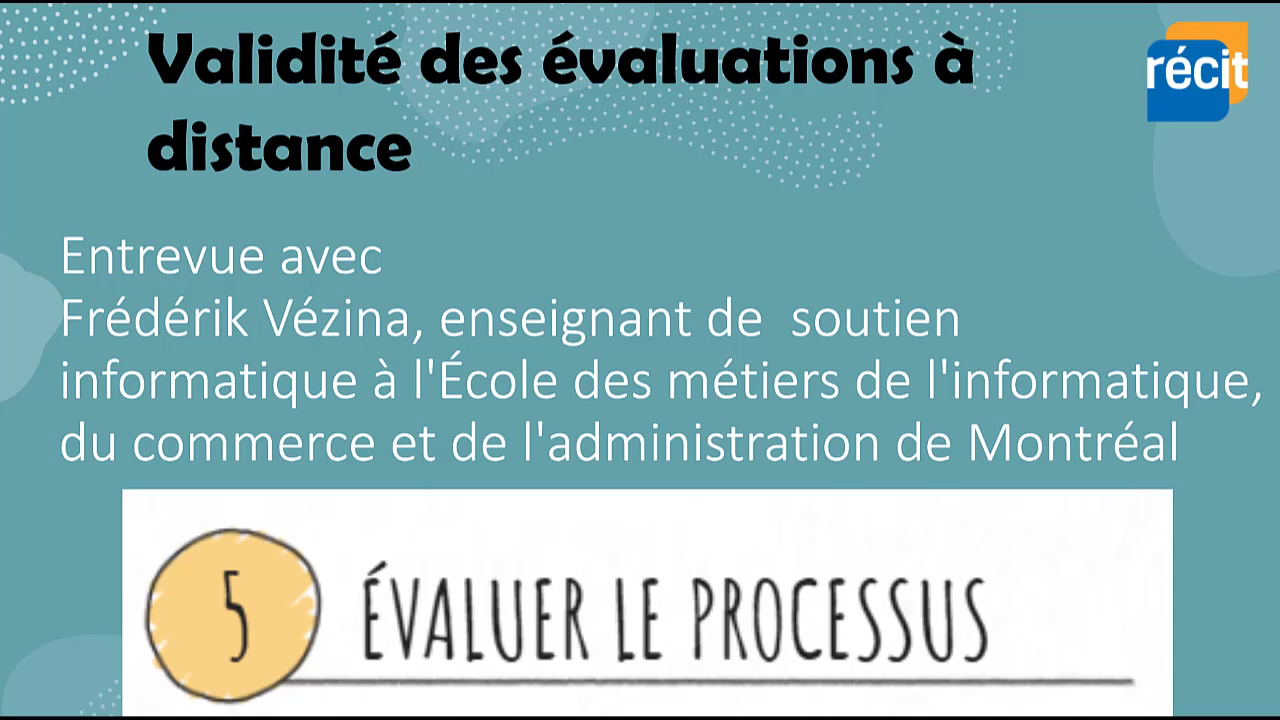 Validité des évaluations à
distance
récit
Entrevue avec
Frédérik Vézina, enseignant de  soutien
informatique à l'École des métiers de l'informatique,
du commerce et de l'administration de Montréal
5 ÉVALUER LE PROCESSUS